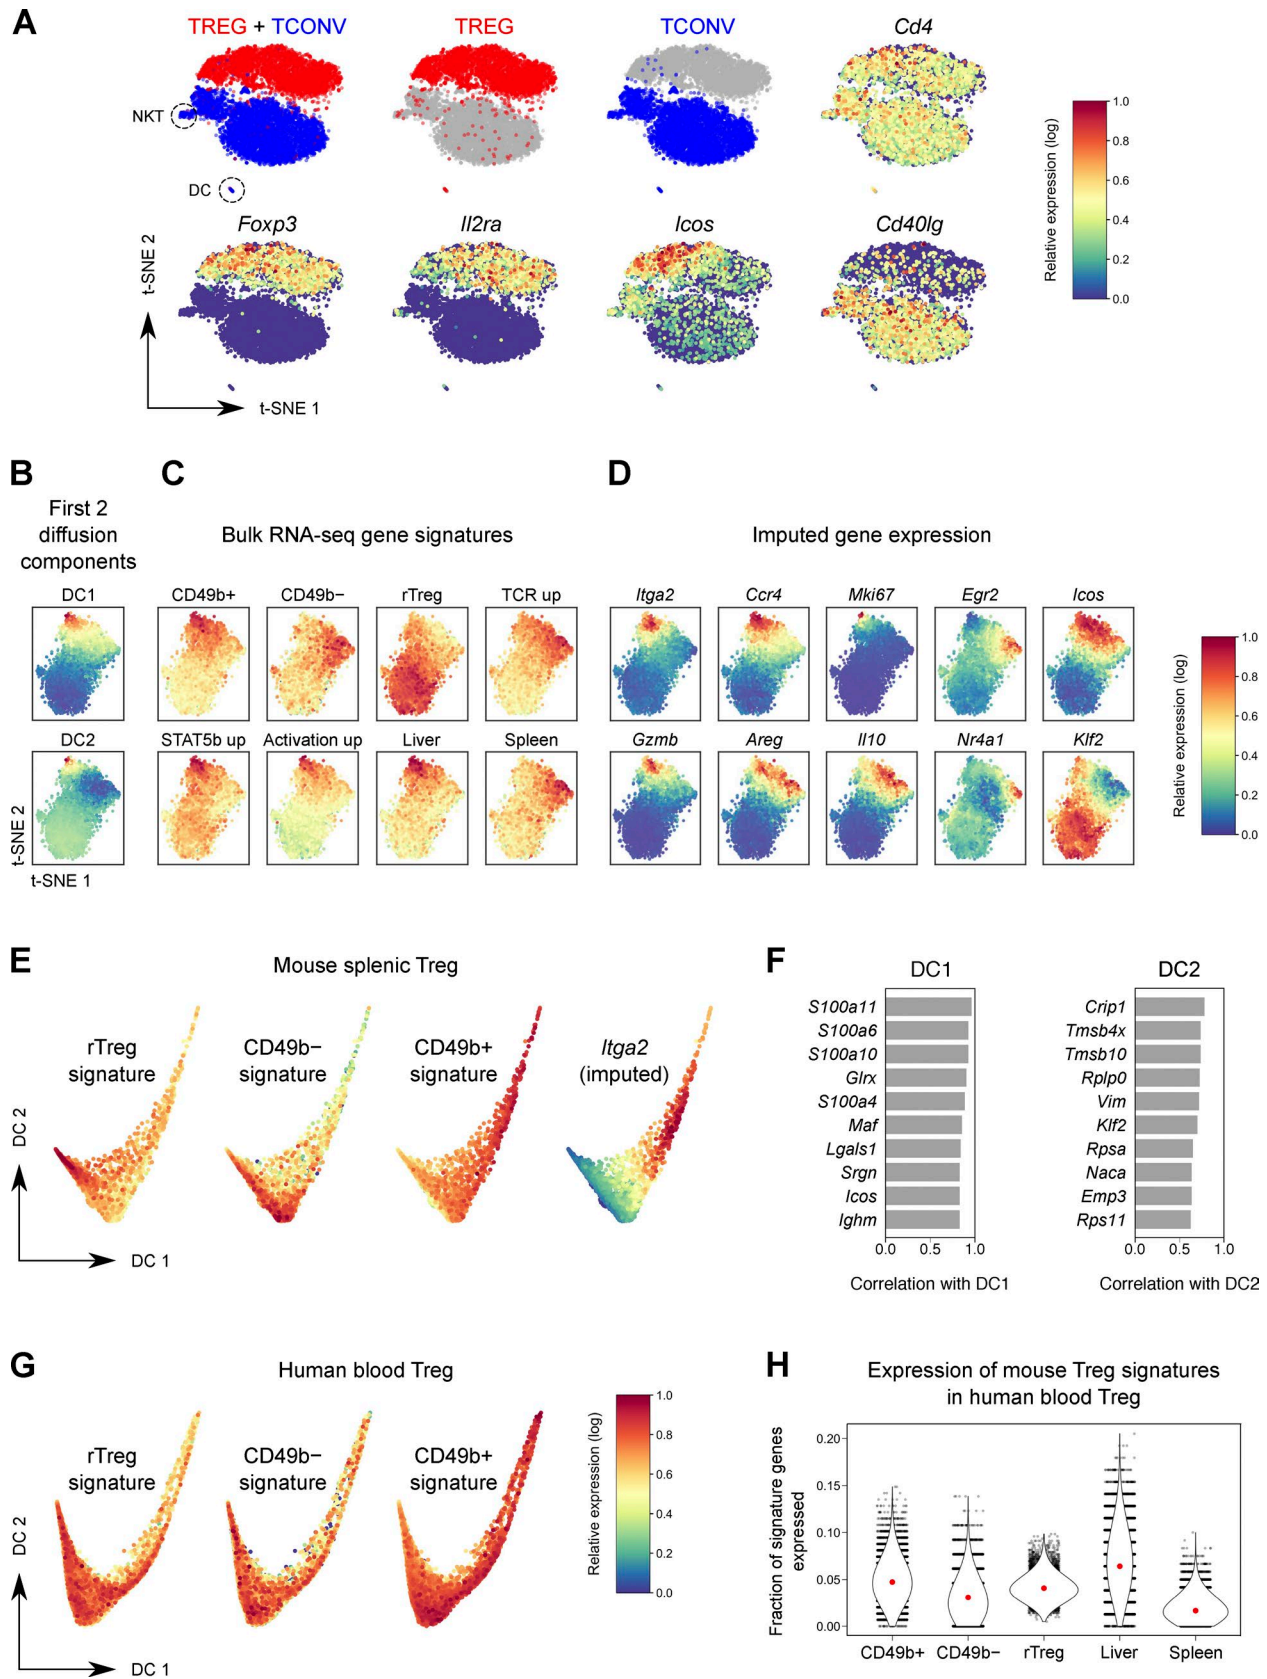 A
TREG + TCONV
TREG
TCONV
Cd4
NKT
DC
Foxp3
Il2ra
Icos
Cd40lg
t-SNE 2
t-SNE 1
1.0
0.8
0.6
0.4
0.2
0.0
Relative expression (log)
B
C
D
First 2
diffusion
components
Bulk RNA-seq gene signatures
Imputed gene expression
DC1
CD49b+
CD49b−
rTreg
TCR up
Itga2
Ccr4
Mki67
Egr2
Icos
DC2
STAT5b up
Activation up
Liver
Spleen
Gzmb
Areg
Il10
Nr4a1
Klf2
t-SNE 2
t-SNE 1
1.0
0.8
0.6
0.4
0.2
0.0
Relative expression (log)
E
Mouse splenic Treg
rTreg
signature
CD49b−
signature
CD49b+
signature
Itga2
(imputed)
DC 2
DC 1
F
DC1
S100a11
S100a6
S100a10
Glrx
S100a4
Maf
Lgals1
Srgn
Icos
Ighm
0.0 0.5 1.0
Correlation with DC1
DC2
Crip1
Tmsb4x
Tmsb10
Rplp0
Vim
Klf2
Rpsa
Naca
Emp3
Rps11
0.0 0.5 1.0
Correlation with DC2
G
Human blood Treg
rTreg
signature
CD49b−
signature
CD49b+
signature
DC 2
DC 1
1.0
0.8
0.6
0.4
0.2
0.0
Relative expression (log)
H
Expression of mouse Treg signatures
in human blood Treg
Fraction of signature genes
expressed
0.20
0.15
0.10
0.05
0.00
CD49b+ CD49b− rTreg Liver Spleen